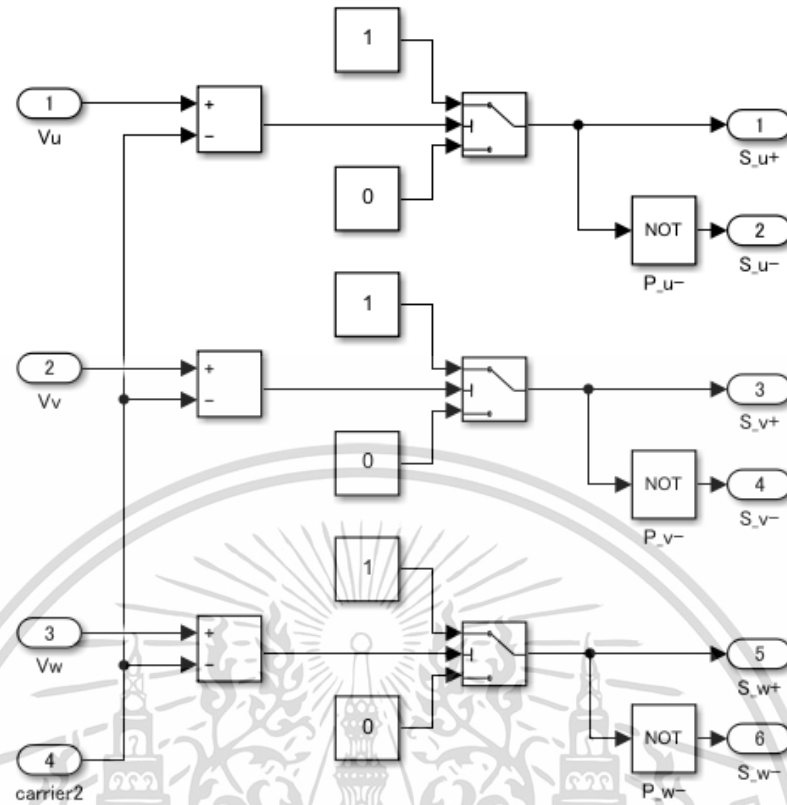 1
1
+
Vu
−
1
S_u+
0
NOT
2
P_u−
S_u−
1
2
+
Vv
−
3
S_v+
0
NOT
4
P_v−
S_v−
1
3
+
Vw
−
5
S_w+
0
NOT
6
P_w−
S_w−
4
carrier2
???
???